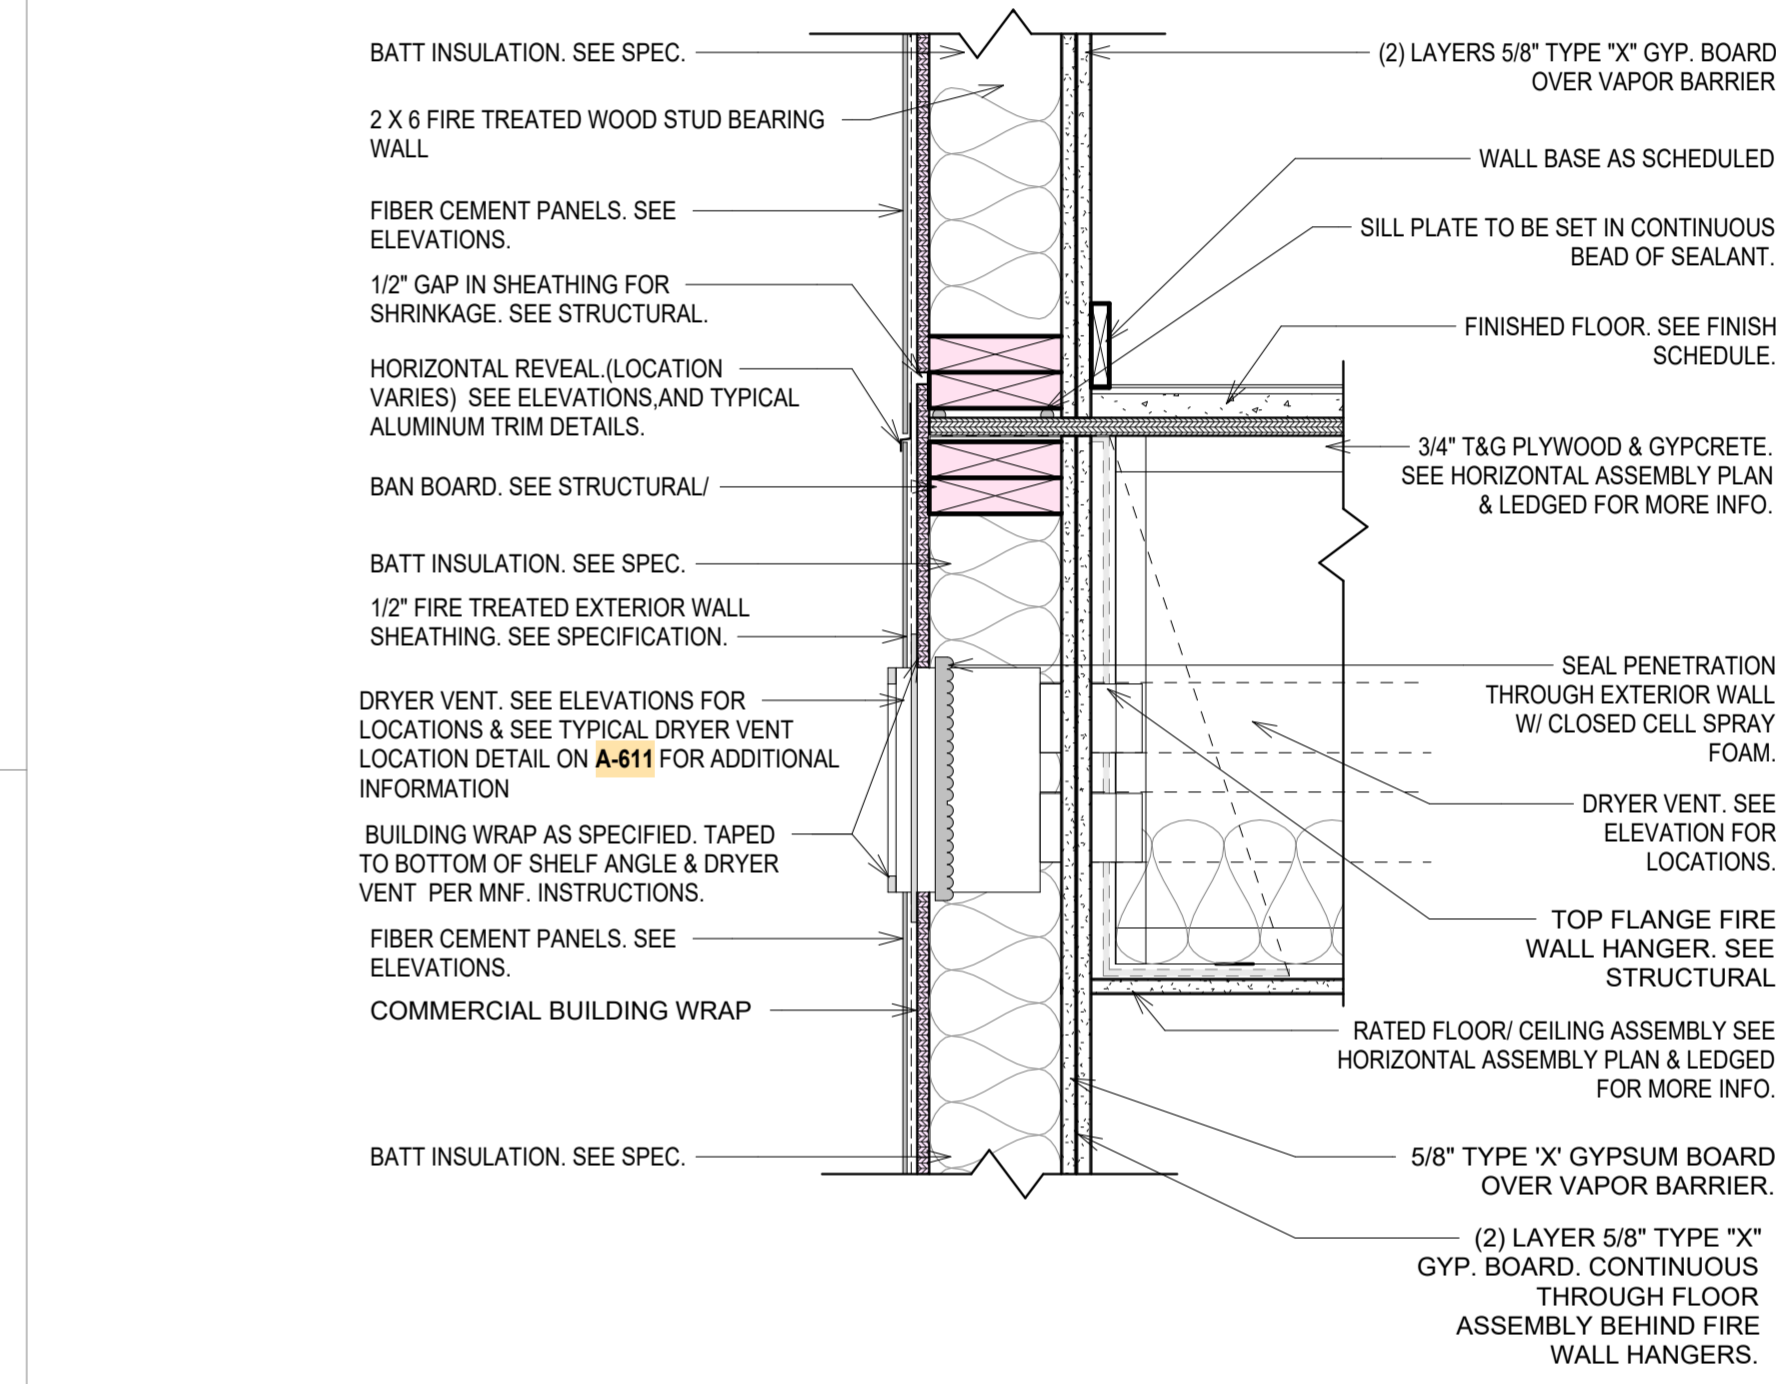 BATT INSULATION. SEE SPEC.
2 X 6 FIRE TREATED WOOD STUD BEARING
WALL
FIBER CEMENT PANELS. SEE
ELEVATIONS.
1/2" GAP IN SHEATHING FOR
SHRINKAGE. SEE STRUCTURAL.
HORIZONTAL REVEAL.(LOCATION
VARIES) SEE ELEVATIONS,AND TYPICAL
ALUMINUM TRIM DETAILS.
BAN BOARD. SEE STRUCTURAL/
BATT INSULATION. SEE SPEC.
1/2" FIRE TREATED EXTERIOR WALL
SHEATHING. SEE SPECIFICATION.
DRYER VENT. SEE ELEVATIONS FOR
LOCATIONS & SEE TYPICAL DRYER VENT
LOCATION DETAIL ON A-611 FOR ADDITIONAL
INFORMATION
BUILDING WRAP AS SPECIFIED. TAPED
TO BOTTOM OF SHELF ANGLE & DRYER
VENT PER MNF. INSTRUCTIONS.
FIBER CEMENT PANELS. SEE
ELEVATIONS.
COMMERCIAL BUILDING WRAP
BATT INSULATION. SEE SPEC.
(2) LAYERS 5/8" TYPE "X" GYP. BOARD
OVER VAPOR BARRIER
WALL BASE AS SCHEDULED
SILL PLATE TO BE SET IN CONTINUOUS
BEAD OF SEALANT.
FINISHED FLOOR. SEE FINISH
SCHEDULE.
3/4" T&G PLYWOOD & GYPCRETE.
SEE HORIZONTAL ASSEMBLY PLAN
& LEDGED FOR MORE INFO.
SEAL PENETRATION
THROUGH EXTERIOR WALL
W/ CLOSED CELL SPRAY
FOAM.
DRYER VENT. SEE
ELEVATION FOR
LOCATIONS.
TOP FLANGE FIRE
WALL HANGER. SEE
STRUCTURAL
RATED FLOOR/ CEILING ASSEMBLY SEE
HORIZONTAL ASSEMBLY PLAN & LEDGED
FOR MORE INFO.
5/8" TYPE 'X' GYPSUM BOARD
OVER VAPOR BARRIER.
(2) LAYER 5/8" TYPE "X"
GYP. BOARD. CONTINUOUS
THROUGH FLOOR
ASSEMBLY BEHIND FIRE
WALL HANGERS.